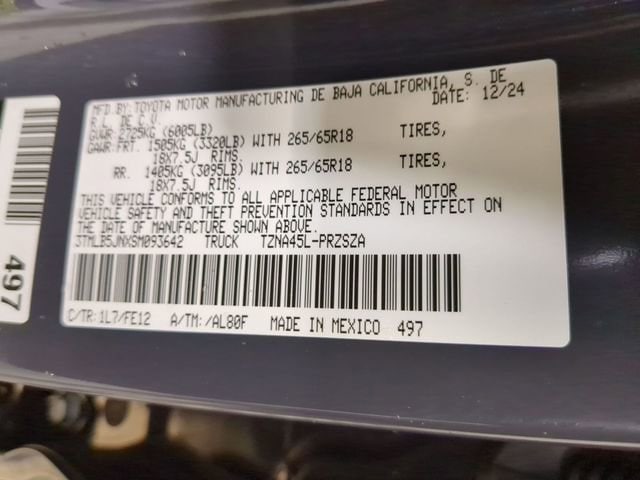 MFD BY: TOYOTA MOTOR MANUFACTURING DE BAJA CALIFORNIA, S. DE
R.L. DE C.V. DATE: 12/24
GVWR 2725KG (6005LB)
GAWR: FRT. 1505KG (3320LB) WITH 265/65R18 TIRES,
18X7.5J RIMS.
RR. 1405KG (3095LB) WITH 265/65R18 TIRES,
18X7.5J RIMS.
THIS VEHICLE CONFORMS TO ALL APPLICABLE FEDERAL MOTOR
VEHICLE SAFETY AND THEFT PREVENTION STANDARDS IN EFFECT ON
THE DATE OF MANUFACTURE SHOWN ABOVE.
3TMLB5JNXSM093642 TRUCK TZNA45L-PRZSZA
C/TR: 1L7/FE12 A/TM: /AL80F MADE IN MEXICO 497
497